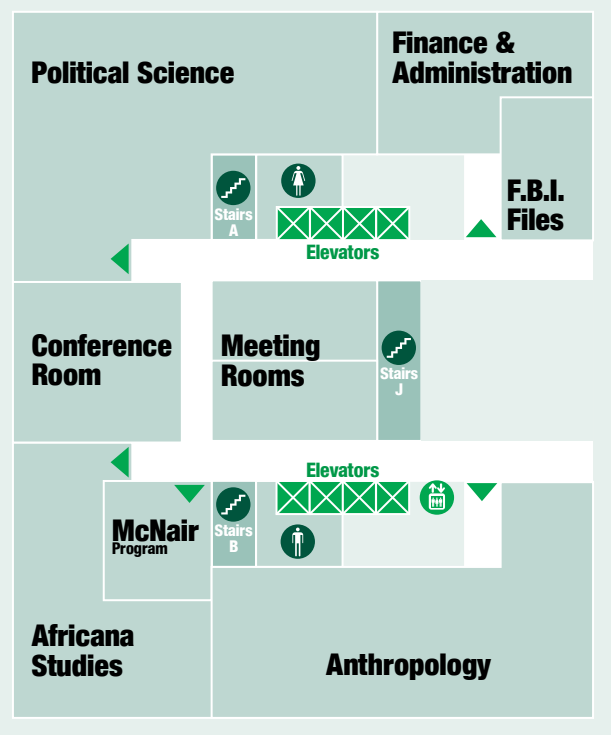 Political Science
Finance &
Administration
F.B.I.
Files
Stairs
A
Elevators
Conference
Room
Meeting
Rooms
Stairs
J
Elevators
McNair
Program
Stairs
B
Africana
Studies
Anthropology